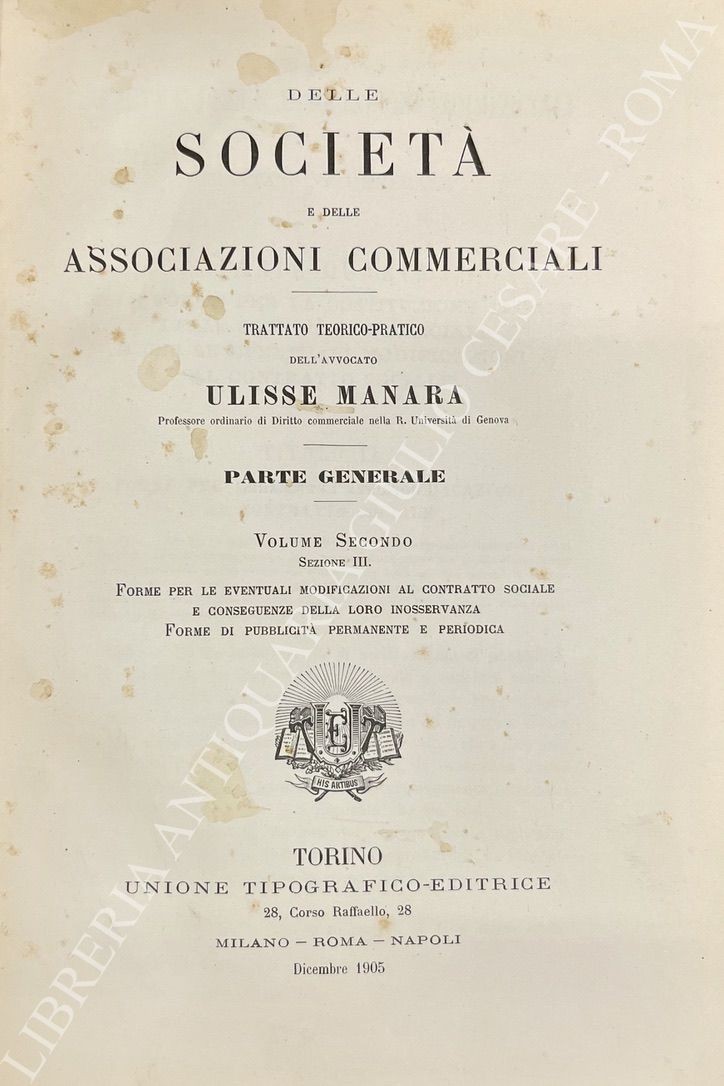 DELLE
SOCIETÀ
E DELLE
ASSOCIAZIONI COMMERCIALI
TRATTATO TEORICO-PRATICO
DELL'AVVOCATO
ULISSE MANARA
Professore ordinario di Diritto commerciale nella R. Università di Genova
PARTE GENERALE
VOLUME SECONDO
SEZIONE III.
FORME PER LE EVENTUALI MODIFICAZIONI AL CONTRATTO SOCIALE
E CONSEGUENZE DELLA LORO INOSSERVANZA
FORME DI PUBBLICITÀ PERMANENTE E PERIODICA
UTET
HIS ARTIBUS
TORINO
UNIONE TIPOGRAFICO-EDITRICE
28, Corso Raffaello, 28
MILANO – ROMA – NAPOLI
Dicembre 1905
LIBRERIA ANTIQUARIA GIULIO CESARE - ROMA